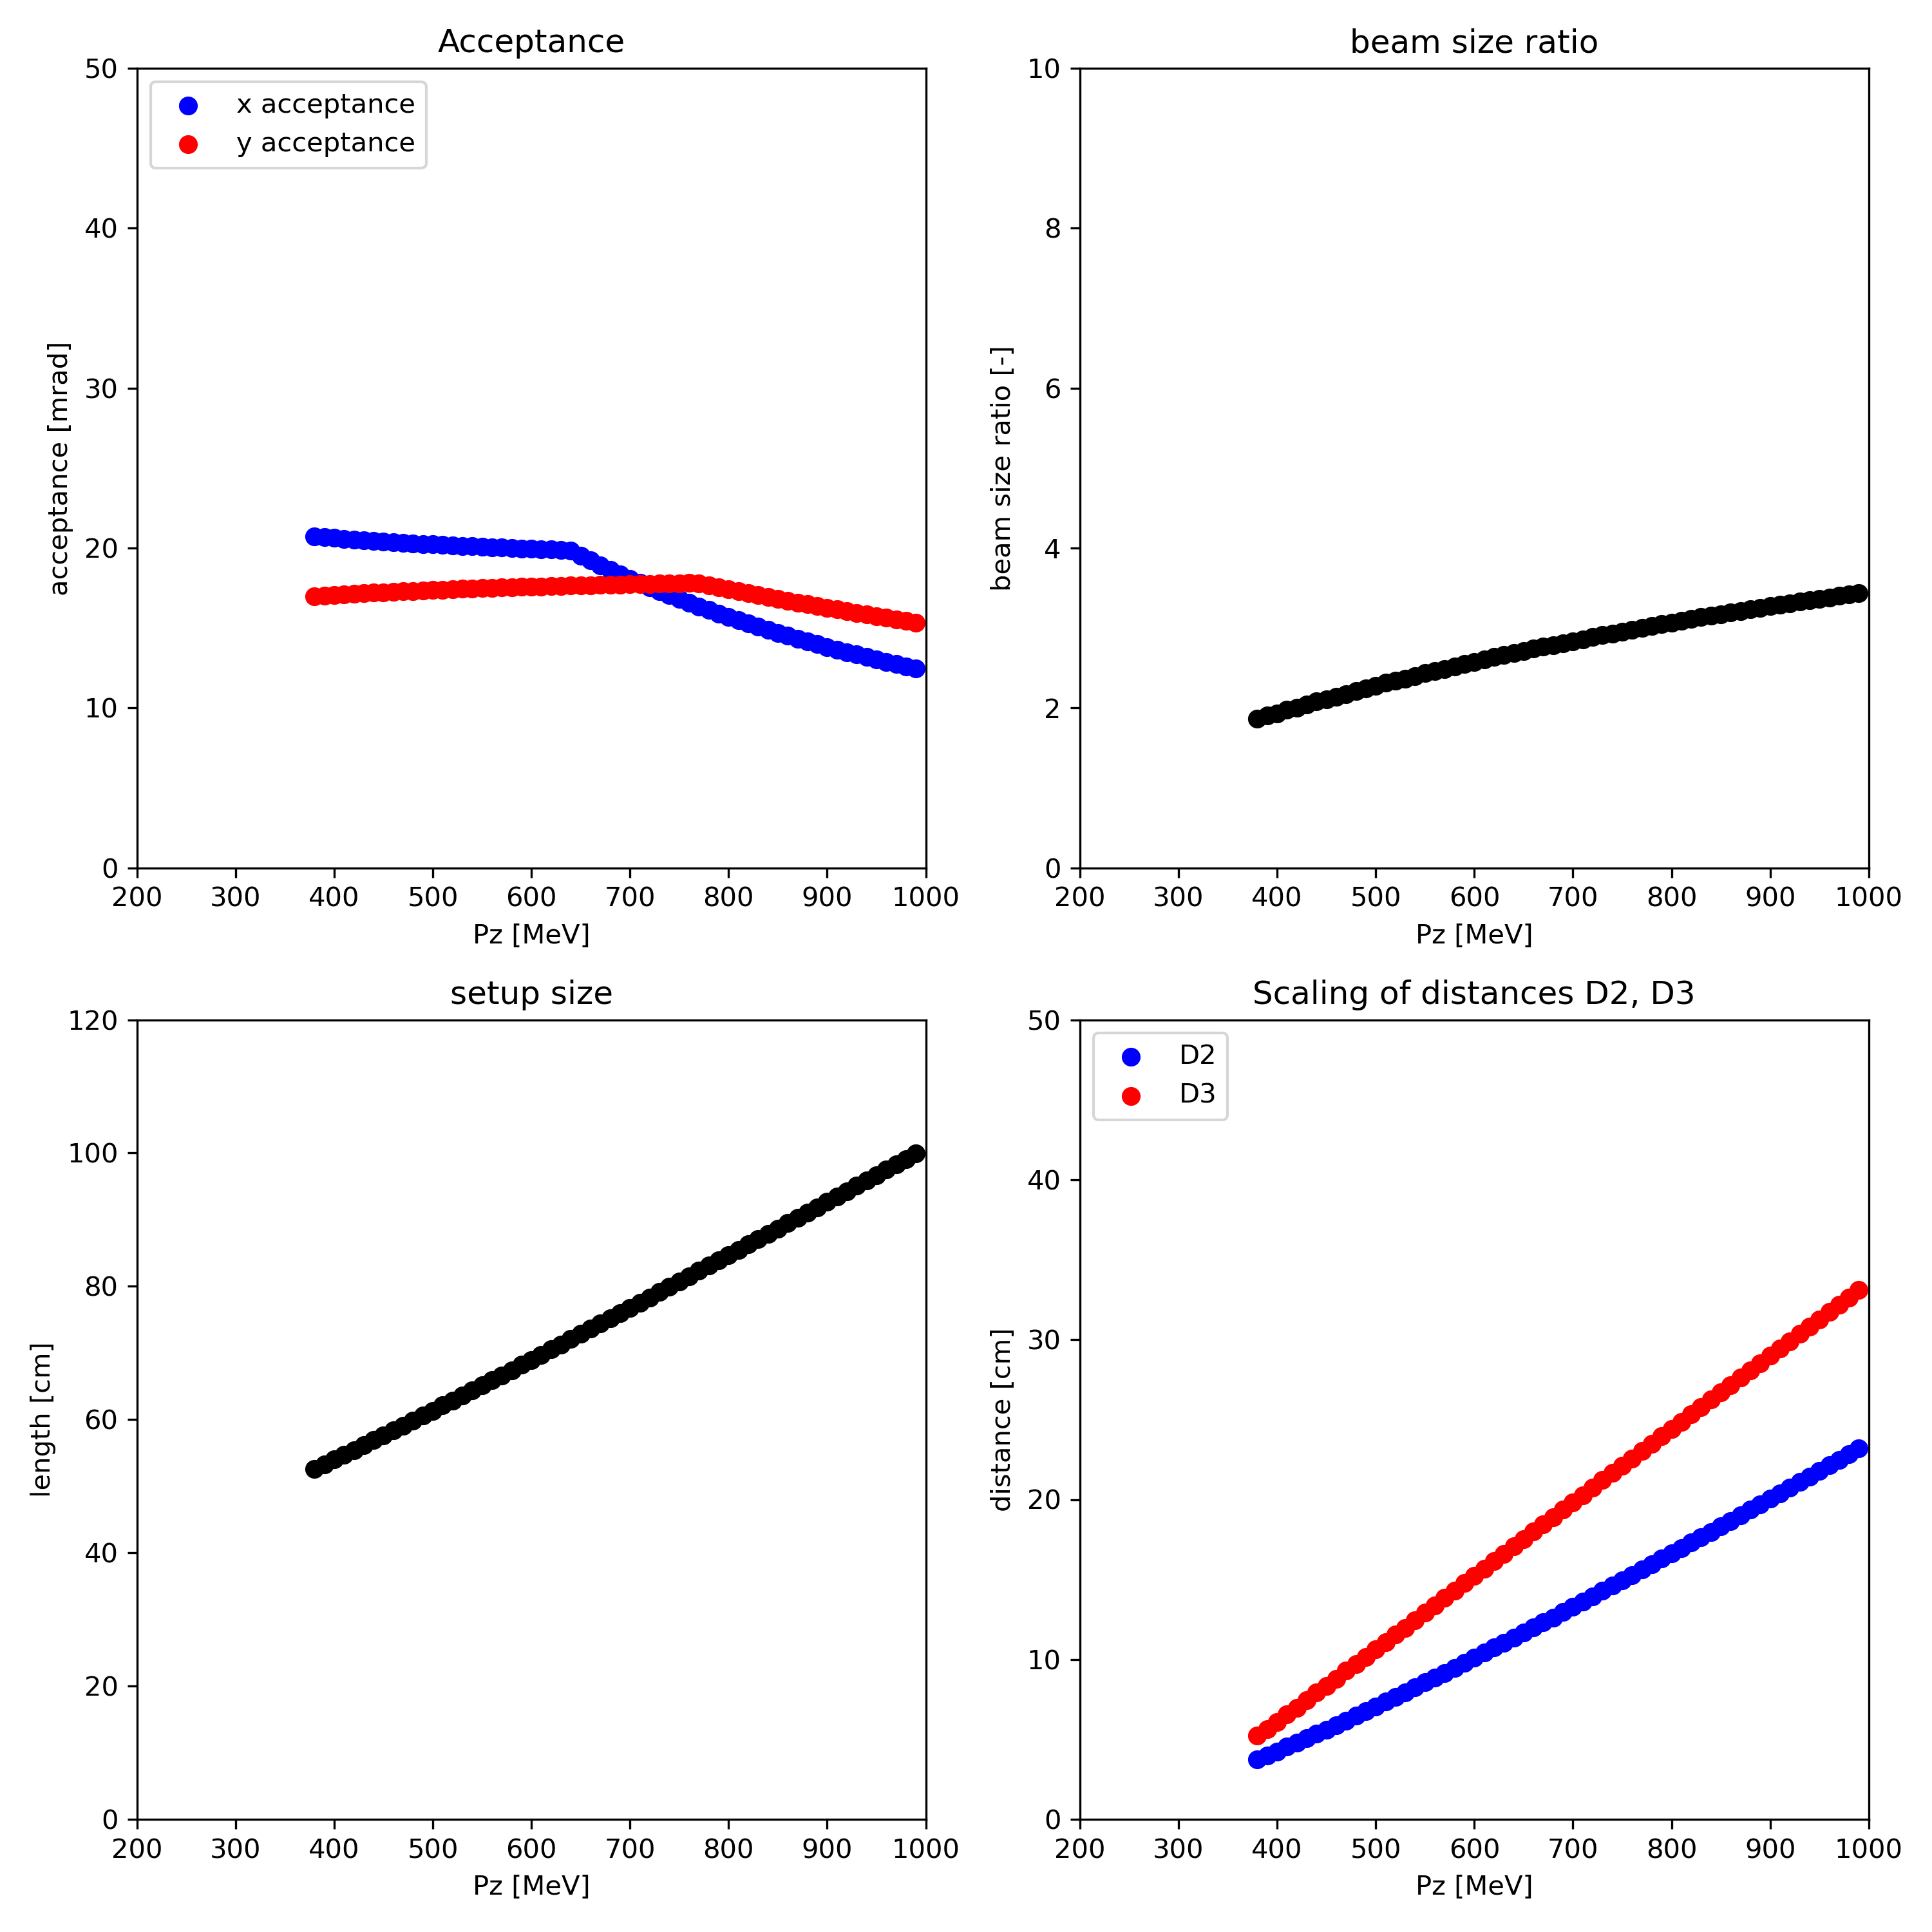 Acceptance
50
40
30
20
10
0
acceptance [mrad]
x acceptance
y acceptance
200 300 400 500 600 700 800 900 1000
Pz [MeV]
beam size ratio
10
8
6
4
2
0
beam size ratio [-]
200 300 400 500 600 700 800 900 1000
Pz [MeV]
setup size
120
100
80
60
40
20
0
length [cm]
200 300 400 500 600 700 800 900 1000
Pz [MeV]
Scaling of distances D2, D3
50
40
30
20
10
0
distance [cm]
D2
D3
200 300 400 500 600 700 800 900 1000
Pz [MeV]